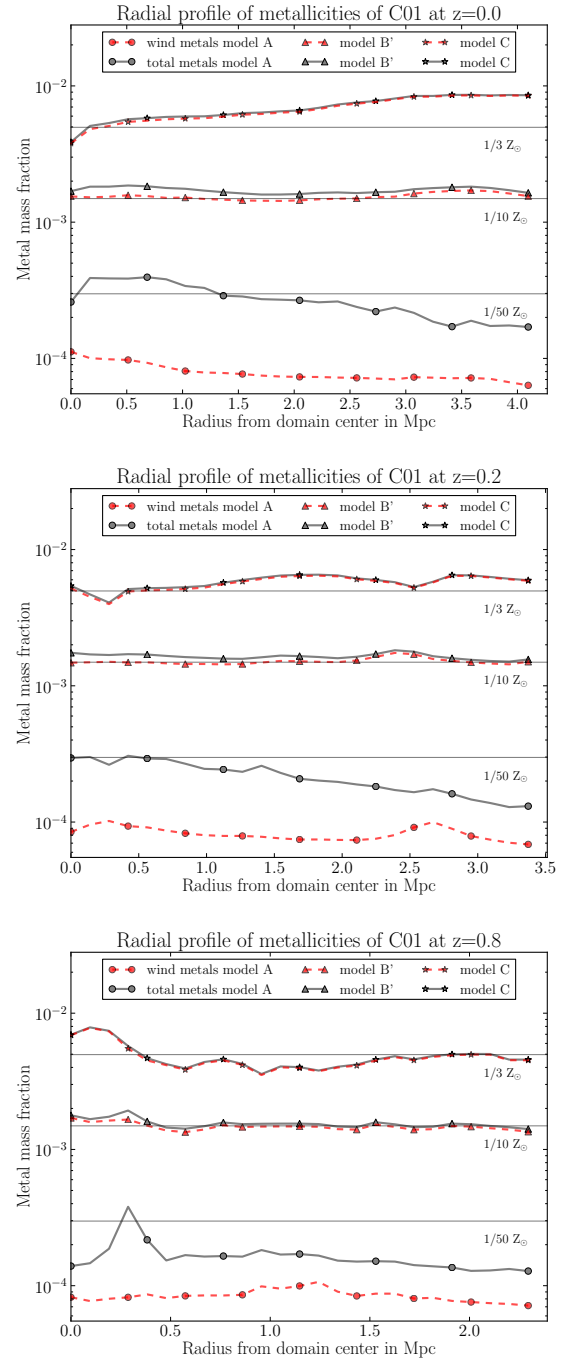 Radial profile of metallicities of C01 at z=0.0
wind metals model A model B' model C
total metals model A model B' model C
10⁻²
10⁻³
10⁻⁴
Metal mass fraction
1/3 Z☉
1/10 Z☉
1/50 Z☉
0.0 0.5 1.0 1.5 2.0 2.5 3.0 3.5 4.0
Radius from domain center in Mpc
Radial profile of metallicities of C01 at z=0.2
wind metals model A model B' model C
total metals model A model B' model C
10⁻²
10⁻³
10⁻⁴
Metal mass fraction
1/3 Z☉
1/10 Z☉
1/50 Z☉
0.0 0.5 1.0 1.5 2.0 2.5 3.0 3.5
Radius from domain center in Mpc
Radial profile of metallicities of C01 at z=0.8
wind metals model A model B' model C
total metals model A model B' model C
10⁻²
10⁻³
10⁻⁴
Metal mass fraction
1/3 Z☉
1/10 Z☉
1/50 Z☉
0.0 0.5 1.0 1.5 2.0
Radius from domain center in Mpc